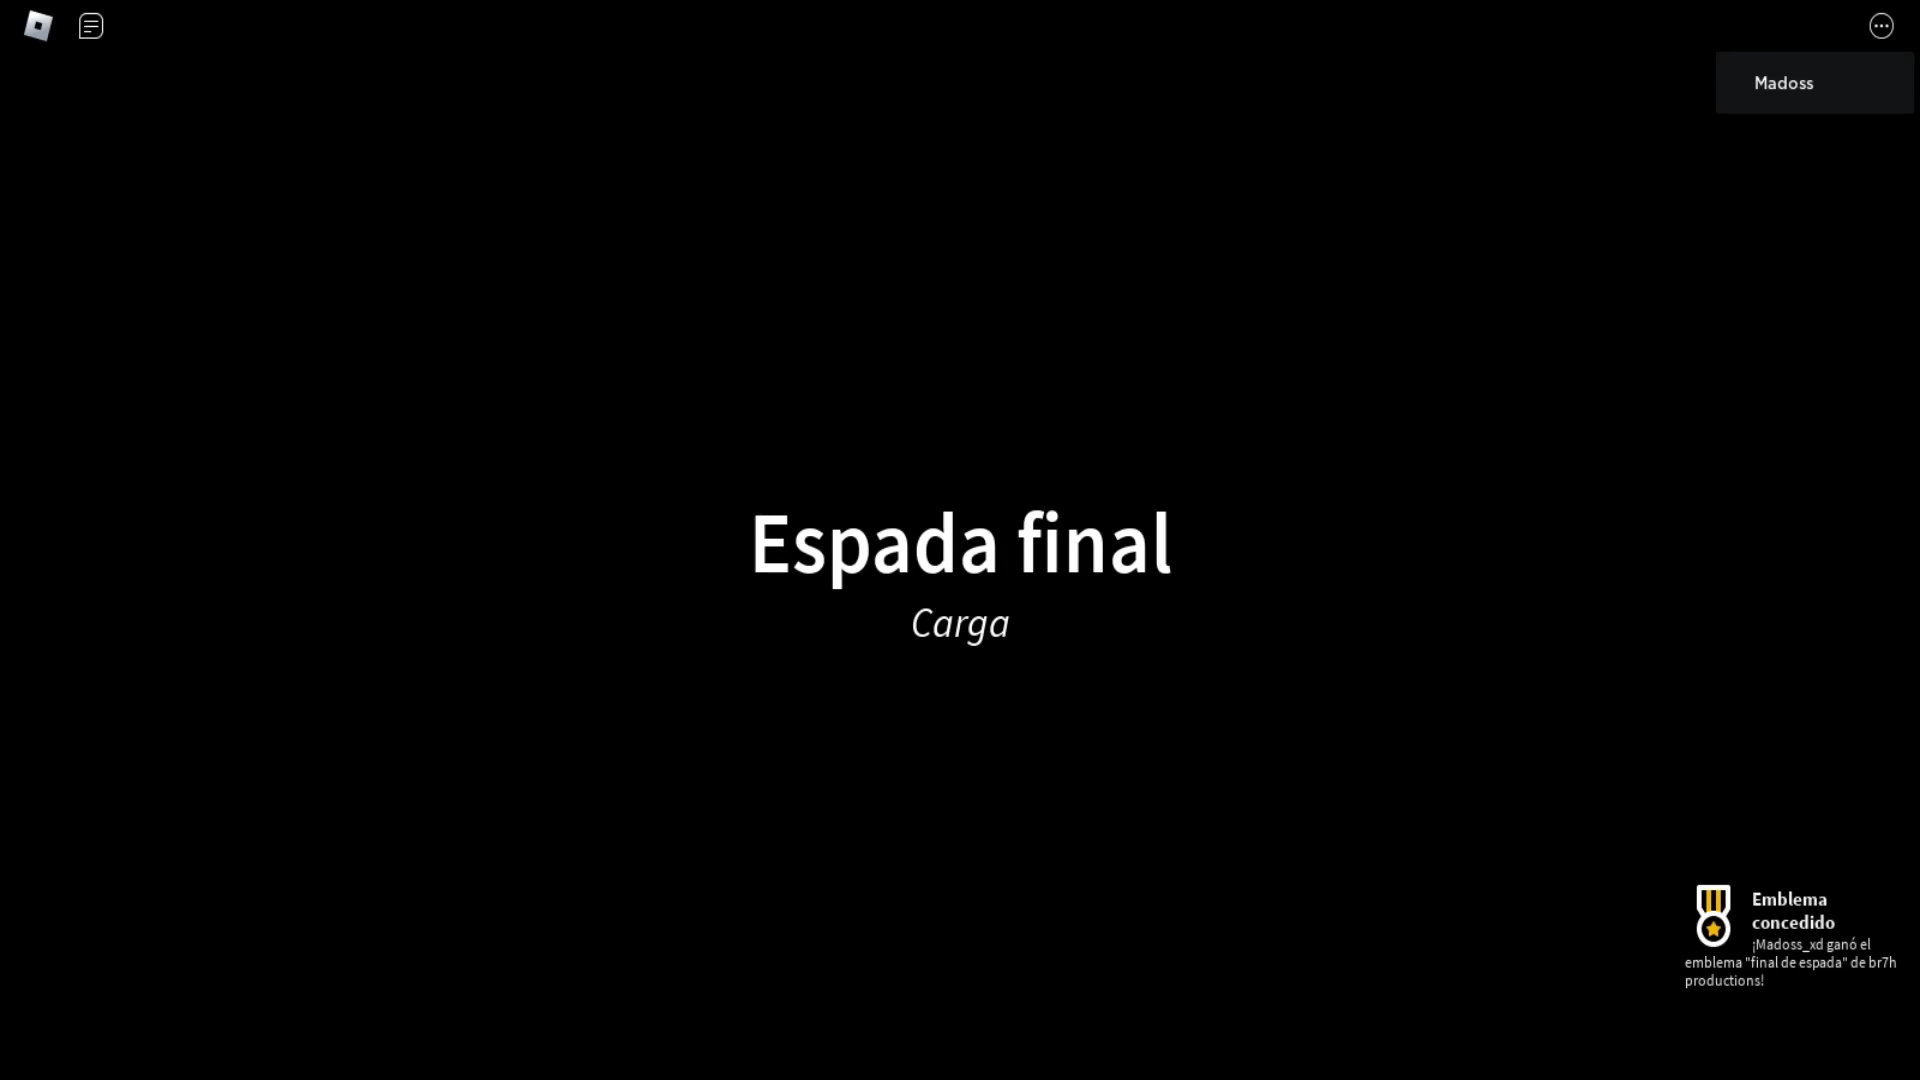 Madoss
Espada final
Carga
Emblema
concedido
¡Madoss_xd ganó el
emblema "final de espada" de br7h
productions!